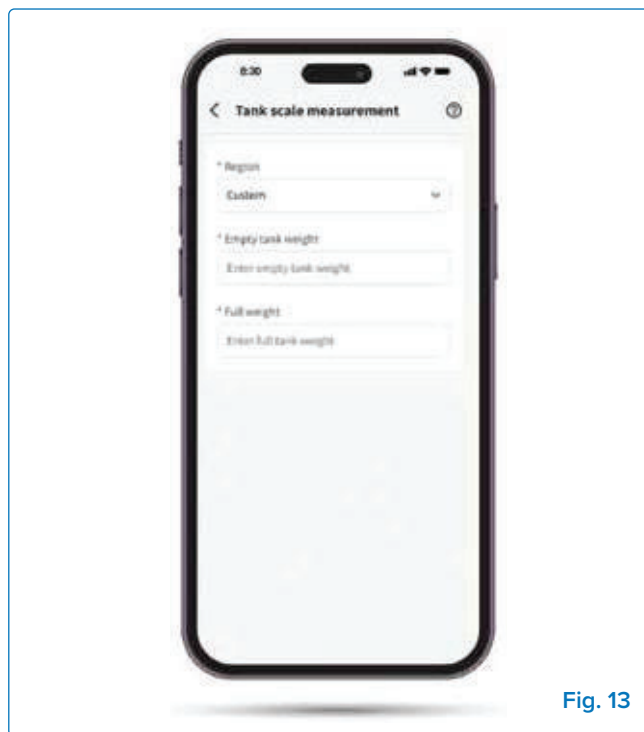 8:30
Tank scale measurement
* Region
Custom
* Empty tank weight
Enter empty tank weight
* Full weight
Enter full tank weight
Fig. 13